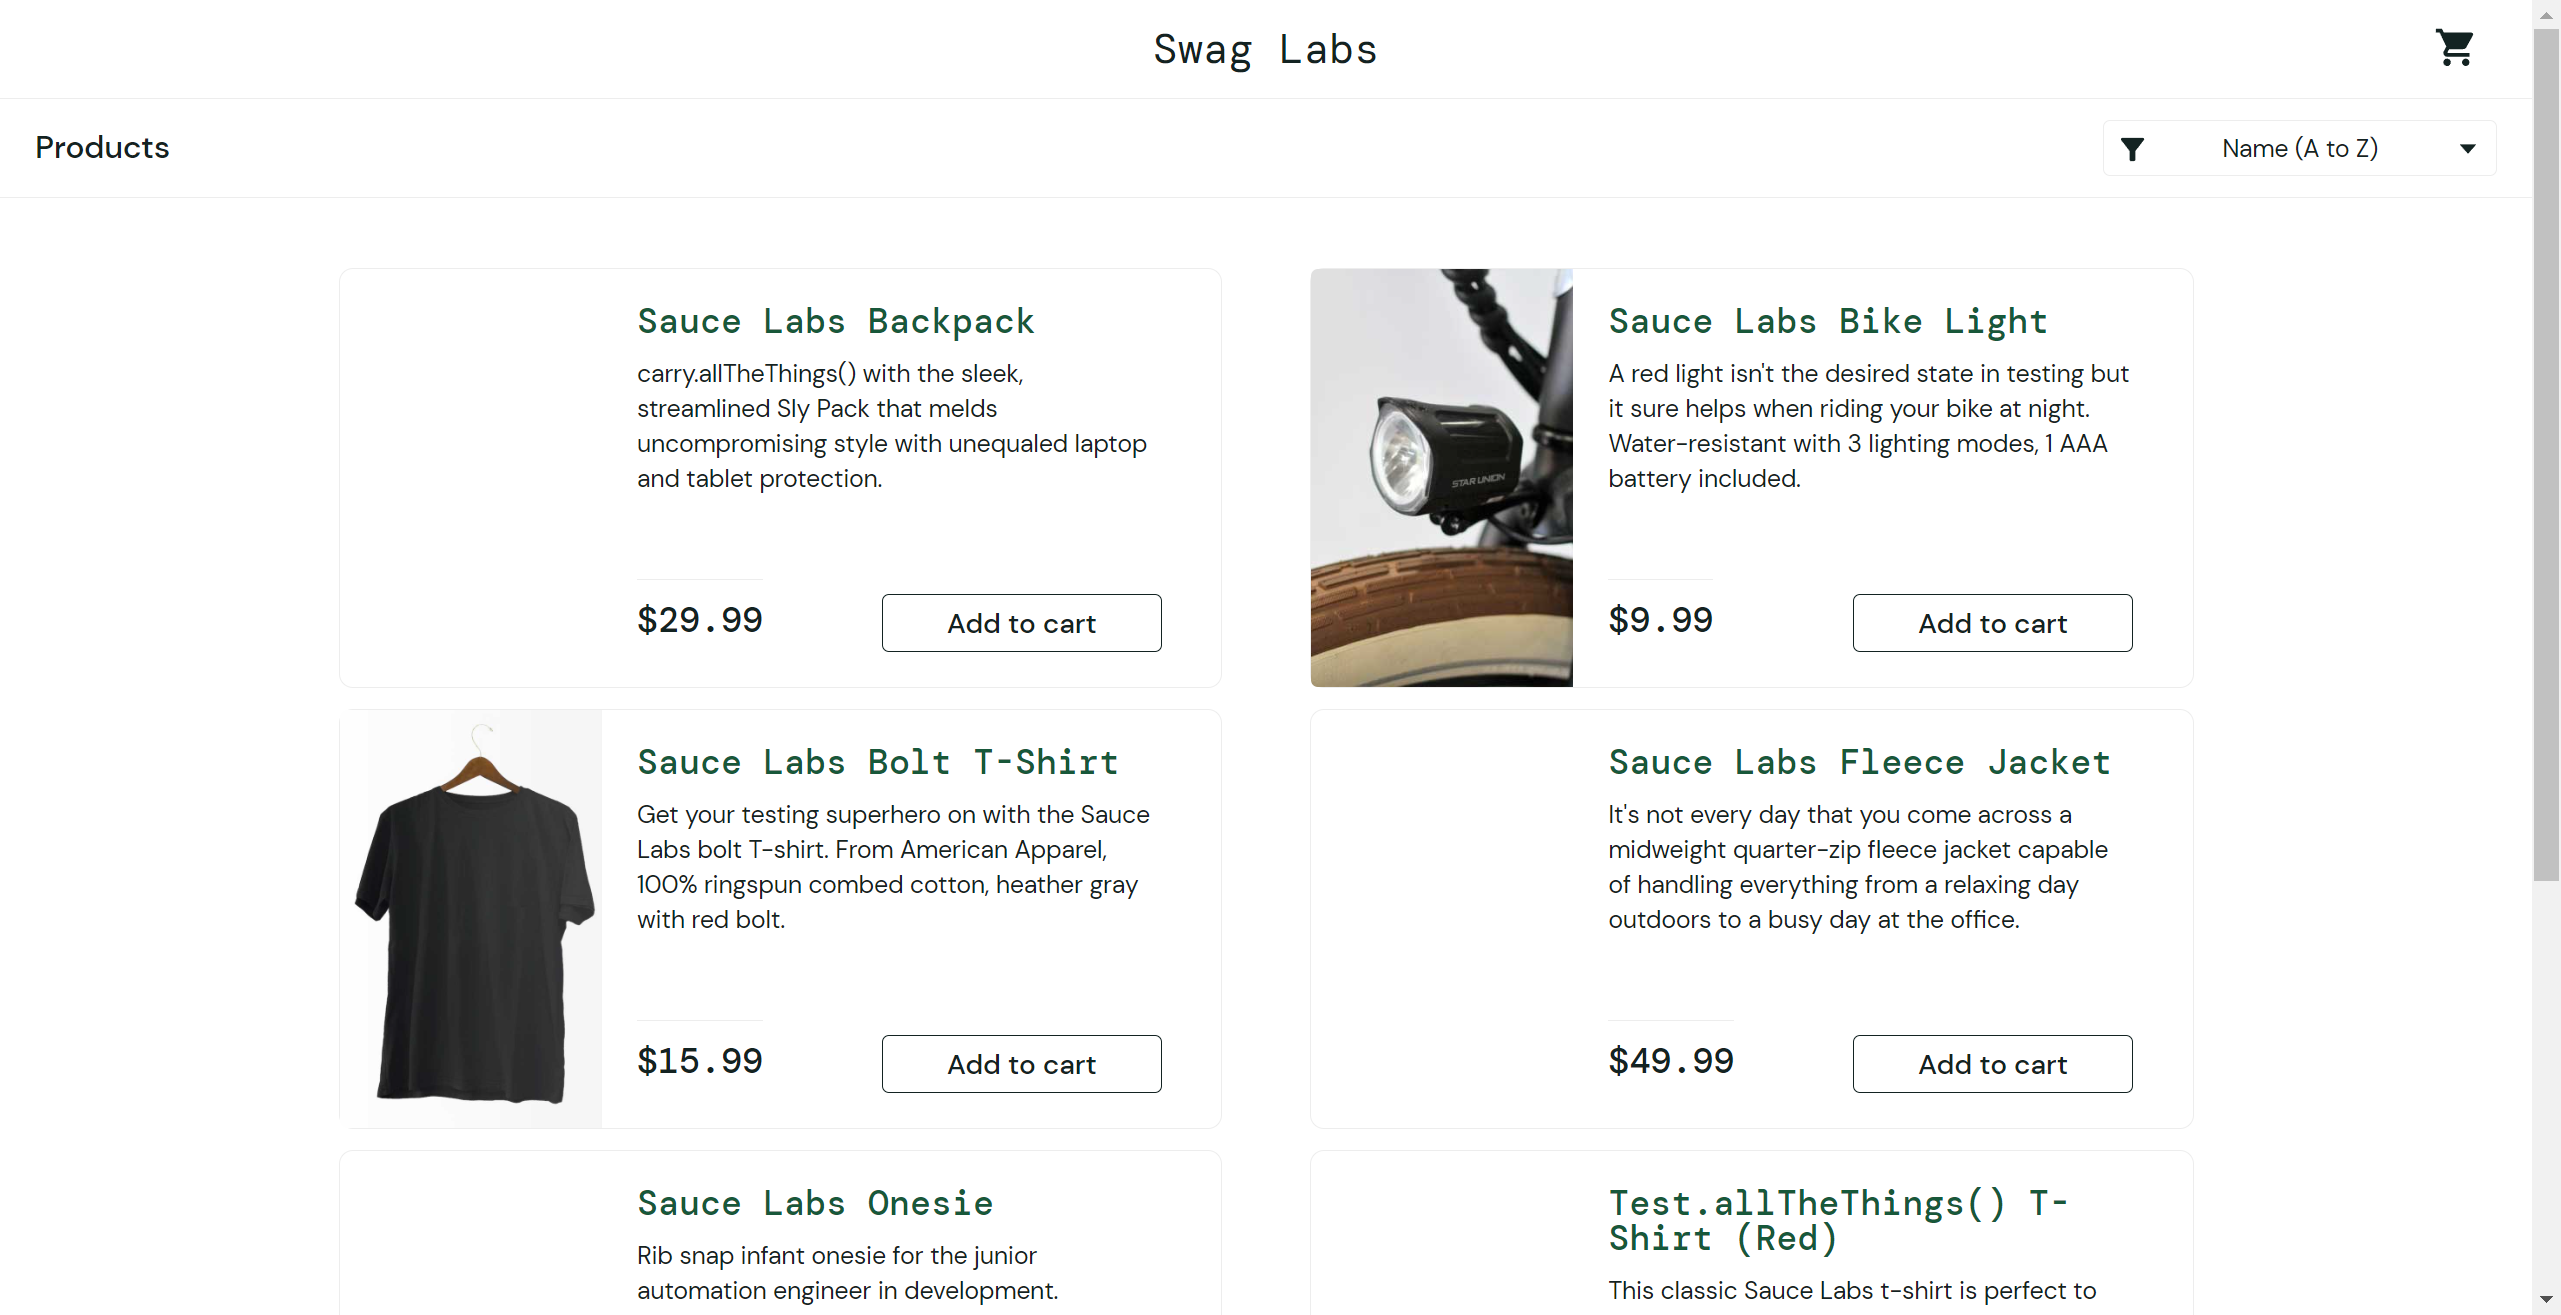 Swag Labs
Products
Name (A to Z)
Sauce Labs Backpack
carry.allTheThings() with the sleek,
streamlined Sly Pack that melds
uncompromising style with unequaled laptop
and tablet protection.
$29.99
Add to cart
STAR UNION
Sauce Labs Bike Light
A red light isn't the desired state in testing but
it sure helps when riding your bike at night.
Water-resistant with 3 lighting modes, 1 AAA
battery included.
$9.99
Add to cart
Sauce Labs Bolt T-Shirt
Get your testing superhero on with the Sauce
Labs bolt T-shirt. From American Apparel,
100% ringspun combed cotton, heather gray
with red bolt.
$15.99
Add to cart
Sauce Labs Fleece Jacket
It's not every day that you come across a
midweight quarter-zip fleece jacket capable
of handling everything from a relaxing day
outdoors to a busy day at the office.
$49.99
Add to cart
Sauce Labs Onesie
Rib snap infant onesie for the junior
automation engineer in development.
Test.allTheThings() T-
Shirt (Red)
This classic Sauce Labs t-shirt is perfect to